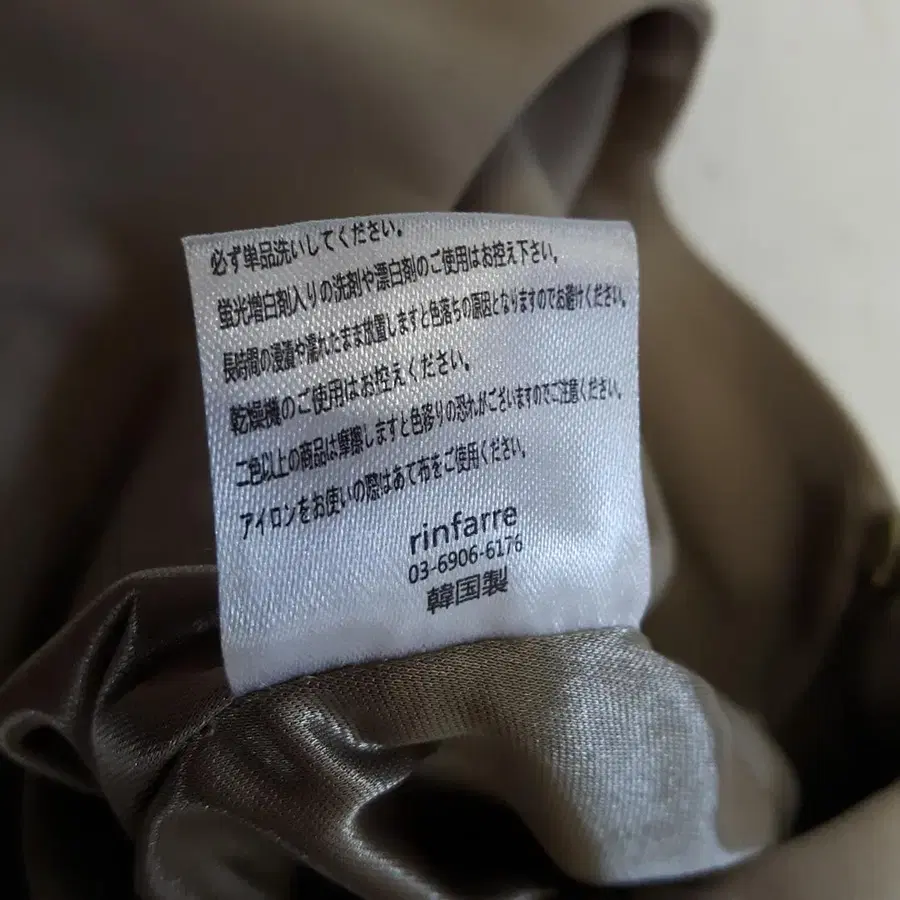 必ず単品洗いしてください。
蛍光増白剤入りの洗剤や漂白剤のご使用はお控え下さい。
長時間の浸漬や濡れたまま放置しますと色落ちの原因となりますのでお避けください。
乾燥機のご使用はお控えください。
二色以上の商品は摩擦しますと色移りの恐れがございますのでご注意ください。
アイロンをお使いの際はあて布をご使用ください。
rinfarre
03-6906-6176
韓国製